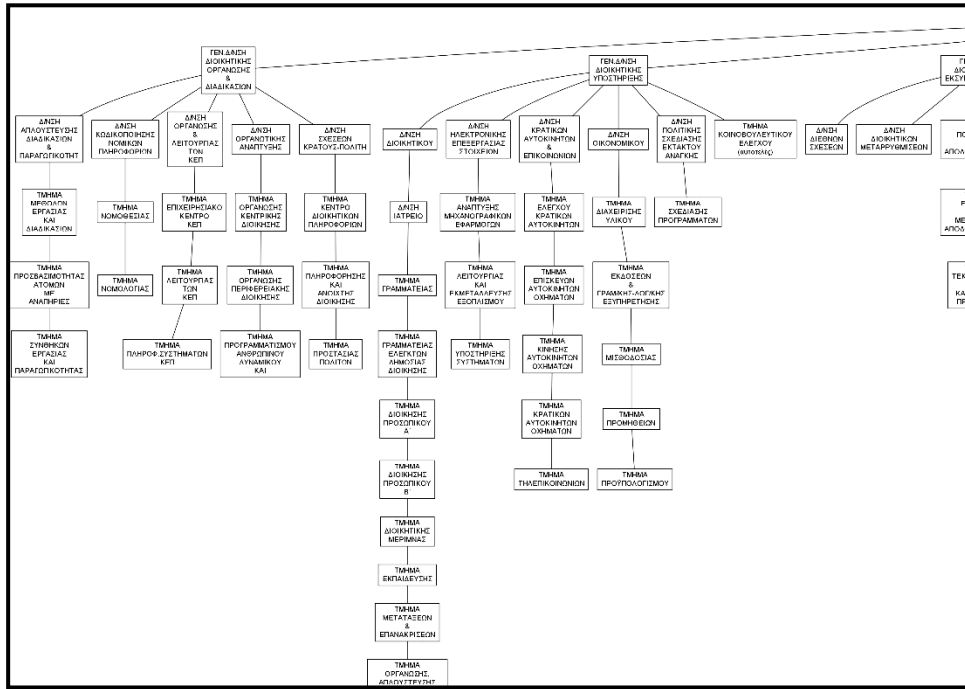 ΓΕΝ.Δ/ΝΣΗ
ΔΙΟΙΚΗΤΙΚΗΣ
ΟΡΓΑΝΩΣΗΣ
&
ΔΙΑΔΙΚΑΣΙΩΝ
ΓΕΝ.Δ/ΝΣΗ
ΔΙΟΙΚΗΤΙΚΗΣ
ΥΠΟΣΤΗΡΙΞΗΣ
Δ/ΝΣΗ
ΑΠΛΟΥΣΤΕΥΣΗΣ
ΔΙΑΔΙΚΑΣΙΩΝ
&
ΠΑΡΑΓΩΓΙΚΟΤΗΤ
Δ/ΝΣΗ
ΚΩΔΙΚΟΠΟΙΗΣΗΣ
ΝΟΜΙΚΩΝ
ΠΛΗΡΟΦΟΡΙΩΝ
Δ/ΝΣΗ
ΟΡΓΑΝΩΣΗΣ
&
ΛΕΙΤΟΥΡΓΙΑΣ
ΤΟΝ
ΚΕΠ
Δ/ΝΣΗ
ΟΡΓΑΝΩΤΙΚΗΣ
ΑΝΑΠΤΥΞΗΣ
Δ/ΝΣΗ
ΣΧΕΣΕΩΝ
ΚΡΑΤΟΥΣ-ΠΟΛΙΤΗ
Δ/ΝΣΗ
ΔΙΟΙΚΗΤΙΚΟΥ
Δ/ΝΣΗ
ΗΛΕΚΤΡΟΝΙΚΗΣ
ΕΠΕΞΕΡΓΑΣΙΑΣ
ΣΤΟΙΧΕΙΩΝ
Δ/ΝΣΗ
ΚΡΑΤΙΚΩΝ
ΑΥΤΟΚΙΝΗΤΩΝ
&
ΕΠΙΚΟΙΝΩΝΙΩΝ
Δ/ΝΣΗ
ΟΙΚΟΝΟΜΙΚΟΥ
Δ/ΝΣΗ
ΠΟΛΙΤΙΚΗΣ
ΣΧΕΔΙΑΣΗΣ
ΕΚΤΑΚΤΟΥ
ΑΝΑΓΚΗΣ
ΤΜΗΜΑ
ΚΟΙΝΟΒΟΥΛΕΥΤΙΚΟΥ
ΕΛΕΓΧΟΥ
(αυτοτελές)
Δ/ΝΣΗ
ΔΙΕΘΝΩΝ
ΣΧΕΣΕΩΝ
Δ/ΝΣΗ
ΔΙΟΙΚΗΤΙΚΩΝ
ΜΕΤΑΡΡΥΘΜΙΣΕΩΝ
ΤΜΗΜΑ
ΜΕΘΟΔΩΝ
ΕΡΓΑΣΙΑΣ
ΚΑΙ
ΔΙΑΔΙΚΑΣΙΩΝ
ΤΜΗΜΑ
ΝΟΜΟΘΕΣΙΑΣ
ΤΜΗΜΑ
ΕΠΙΧΕΙΡΗΣΙΑΚΟ
ΚΕΝΤΡΟ
ΚΕΠ
ΤΜΗΜΑ
ΟΡΓΑΝΩΣΗΣ
ΚΕΝΤΡΙΚΗΣ
ΔΙΟΙΚΗΣΗΣ
ΤΜΗΜΑ
ΚΕΝΤΡΟ
ΔΙΟΙΚΗΤΙΚΩΝ
ΠΛΗΡΟΦΟΡΙΩΝ
Δ/ΝΣΗ
ΙΑΤΡΕΙΟ
ΤΜΗΜΑ
ΑΝΑΠΤΥΞΗΣ
ΜΗΧΑΝΟΓΡΑΦΙΚΩΝ
ΕΦΑΡΜΟΓΩΝ
ΤΜΗΜΑ
ΕΛΕΓΧΟΥ
ΚΡΑΤΙΚΩΝ
ΑΥΤΟΚΙΝΗΤΩΝ
ΤΜΗΜΑ
ΔΙΑΧΕΙΡΙΣΗΣ
ΥΛΙΚΟΥ
ΤΜΗΜΑ
ΣΧΕΔΙΑΣΗΣ
ΠΡΟΓΡΑΜΜΑΤΩΝ
ΤΜΗΜΑ
ΠΡΟΣΒΑΣΙΜΟΤΗΤΑΣ
ΑΤΟΜΩΝ
ΜΕ
ΑΝΑΠΗΡΙΕΣ
ΤΜΗΜΑ
ΝΟΜΟΛΟΓΙΑΣ
ΤΜΗΜΑ
ΛΕΙΤΟΥΡΓΙΑΣ
ΤΩΝ
ΚΕΠ
ΤΜΗΜΑ
ΟΡΓΑΝΩΣΗΣ
ΠΕΡΙΦΕΡΕΙΑΚΗΣ
ΔΙΟΙΚΗΣΗΣ
ΤΜΗΜΑ
ΠΛΗΡΟΦΟΡΗΣΗΣ
ΚΑΙ
ΑΝΟΙΧΤΗΣ
ΔΙΟΙΚΗΣΗΣ
ΤΜΗΜΑ
ΓΡΑΜΜΑΤΕΙΑΣ
ΤΜΗΜΑ
ΛΕΙΤΟΥΡΓΙΑΣ
ΚΑΙ
ΕΚΜΕΤΑΛΛΕΥΣΗΣ
ΕΞΟΠΛΙΣΜΟΥ
ΤΜΗΜΑ
ΕΠΙΣΚΕΥΩΝ
ΑΥΤΟΚΙΝΗΤΩΝ
ΟΧΗΜΑΤΩΝ
ΤΜΗΜΑ
ΕΚΔΟΣΕΩΝ
&
ΕΞΥΠΗΡΕΤΗΣΗΣ
ΤΜΗΜΑ
ΣΥΝΘΗΚΩΝ
ΕΡΓΑΣΙΑΣ
ΚΑΙ
ΠΑΡΑΓΩΓΙΚΟΤΗΤΑΣ
ΤΜΗΜΑ
ΠΛΗΡΟΦ.ΣΥΣΤΗΜΑΤΩΝ
ΚΕΠ
ΤΜΗΜΑ
ΠΡΟΓΡΑΜΜΑΤΙΣΜΟΥ
ΑΝΘΡΩΠΙΝΟΥ
ΔΥΝΑΜΙΚΟΥ
ΚΑΙ
ΤΜΗΜΑ
ΠΡΟΣΤΑΣΙΑΣ
ΠΟΛΙΤΩΝ
ΤΜΗΜΑ
ΓΡΑΜΜΑΤΕΙΑΣ
ΕΛΕΓΚΤΩΝ
ΔΗΜΟΣΙΑΣ
ΔΙΟΙΚΗΣΗΣ
ΤΜΗΜΑ
ΥΠΟΣΤΗΡΙΞΗΣ
ΣΥΣΤΗΜΑΤΩΝ
ΤΜΗΜΑ
ΚΙΝΗΣΗΣ
ΑΥΤΟΚΙΝΗΤΩΝ
ΟΧΗΜΑΤΩΝ
ΤΜΗΜΑ
ΜΙΣΘΟΔΟΣΙΑΣ
ΤΜΗΜΑ
ΔΙΟΙΚΗΣΗΣ
ΠΡΟΣΩΠΙΚΟΥ
Α΄
ΤΜΗΜΑ
ΚΡΑΤΙΚΩΝ
ΑΥΤΟΚΙΝΗΤΩΝ
ΟΧΗΜΑΤΩΝ
ΤΜΗΜΑ
ΠΡΟΜΗΘΕΙΩΝ
ΤΜΗΜΑ
ΔΙΟΙΚΗΣΗΣ
ΠΡΟΣΩΠΙΚΟΥ
Β΄
ΤΜΗΜΑ
ΤΗΛΕΠΙΚΟΙΝΩΝΙΩΝ
ΤΜΗΜΑ
ΠΡΟΫΠΟΛΟΓΙΣΜΟΥ
ΤΜΗΜΑ
ΔΙΟΙΚΗΤΙΚΗΣ
ΜΕΡΙΜΝΑΣ
ΤΜΗΜΑ
ΕΚΠΑΙΔΕΥΣΗΣ
ΤΜΗΜΑ
ΜΕΤΑΤΑΞΕΩΝ
&
ΕΠΑΝΑΚΡΙΣΕΩΝ
ΤΜΗΜΑ
ΟΡΓΑΝΩΣΗΣ,
ΑΠΛΟΥΣΤΕΥΣΗΣ